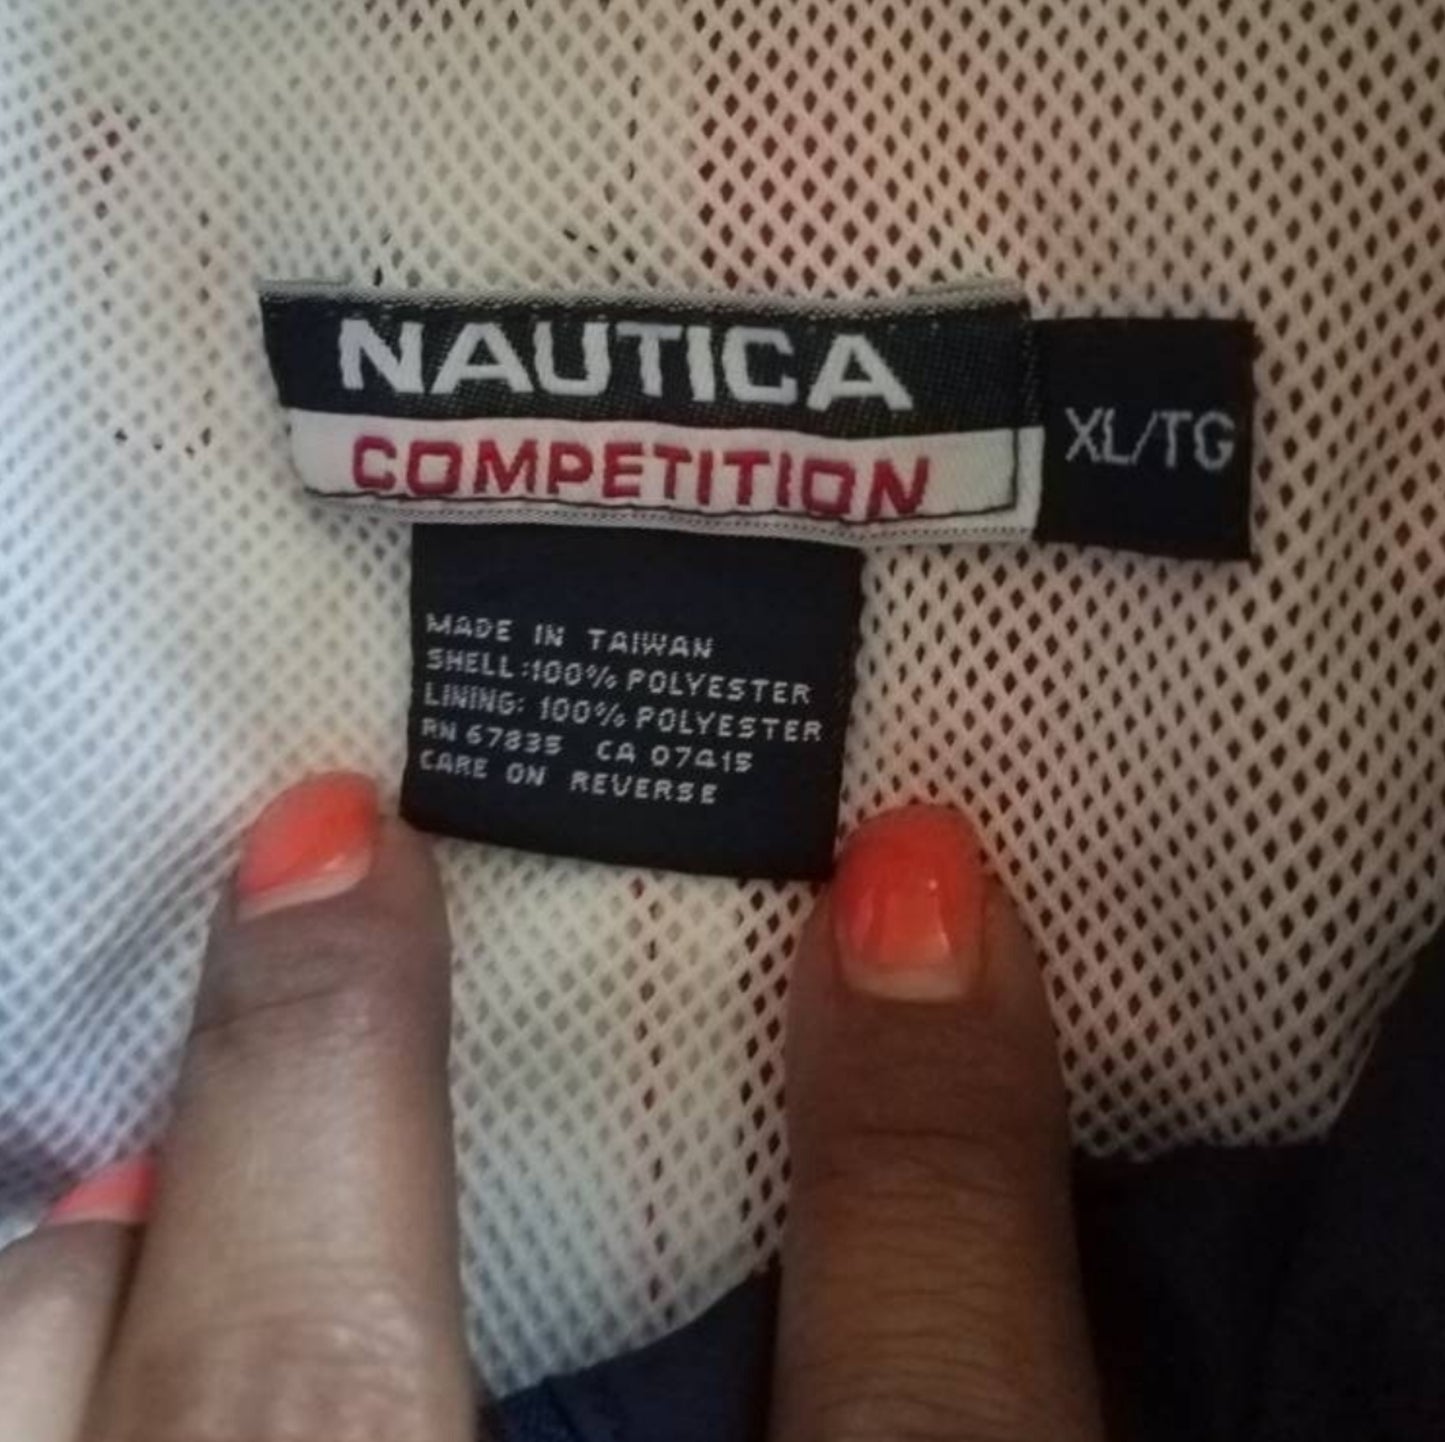 NAUTICA
COMPETITION
XL/TG
MADE IN TAIWAN
SHELL:100% POLYESTER
LINING: 100% POLYESTER
RN 67835 CA 07415
CARE ON REVERSE